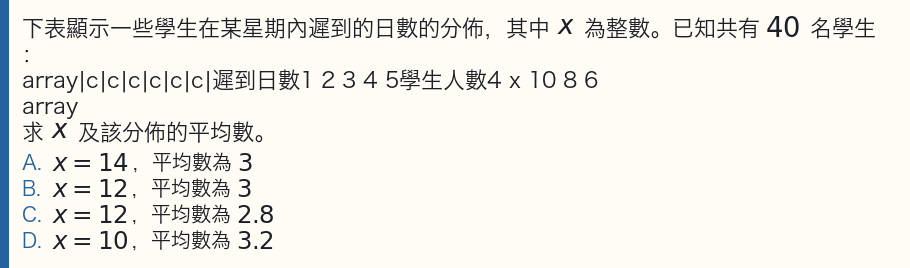 下表顯示一些學生在某星期內遲到的日數的分佈，其中 x 為整數。已知共有 40 名學生
：
array|c|c|c|c|c|c|遲到日數1 2 3 4 5學生人數4 x 10 8 6
array
求 x 及該分佈的平均數。
A. x = 14，平均數為 3
B. x = 12，平均數為 3
C. x = 12，平均數為 2.8
D. x = 10，平均數為 3.2